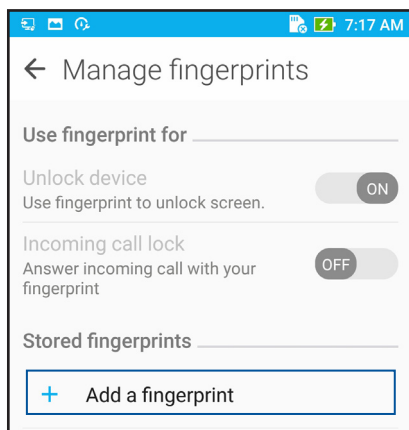 7:17 AM
Manage fingerprints
Use fingerprint for
Unlock device
ON
Use fingerprint to unlock screen.
Incoming call lock
OFF
Answer incoming call with your
fingerprint
Stored fingerprints
+ Add a fingerprint